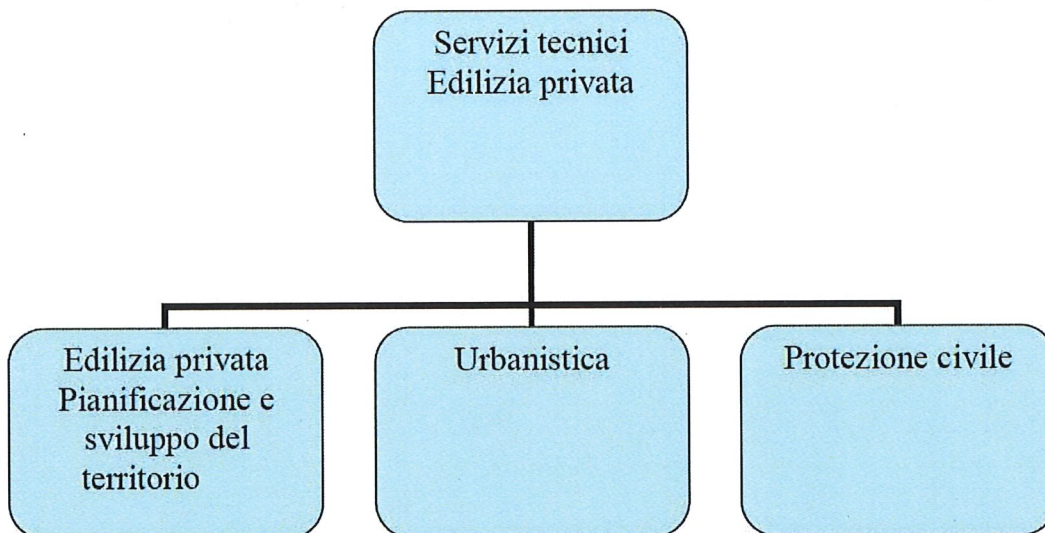 Servizi tecnici
Edilizia privata
Edilizia privata
Pianificazione e
sviluppo del
territorio
Urbanistica
Protezione civile